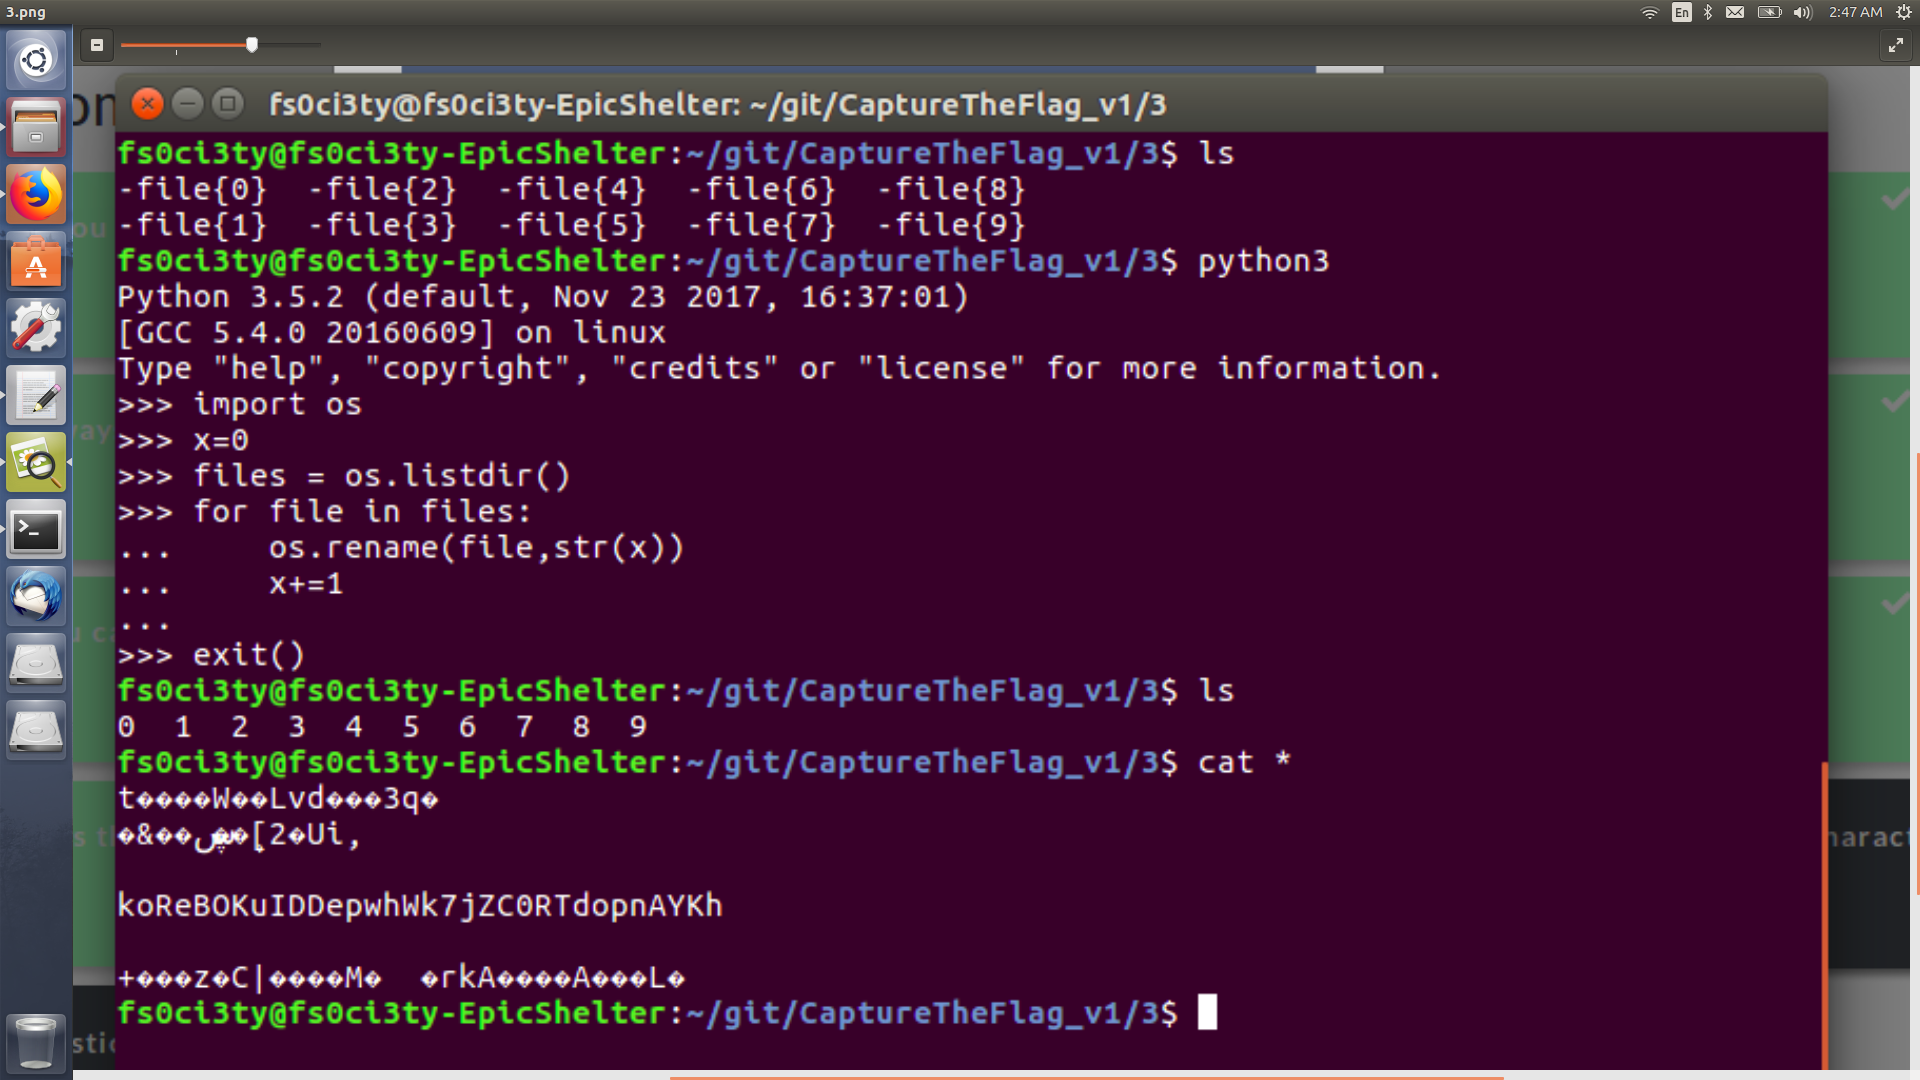 3.png
En
2:47 AM
fs0ci3ty@fs0ci3ty-EpicShelter: ~/git/CaptureTheFlag_v1/3
fs0ci3ty@fs0ci3ty-EpicShelter:~/git/CaptureTheFlag_v1/3$ ls
-file{0}  -file{2}  -file{4}  -file{6}  -file{8}
-file{1}  -file{3}  -file{5}  -file{7}  -file{9}
fs0ci3ty@fs0ci3ty-EpicShelter:~/git/CaptureTheFlag_v1/3$ python3
Python 3.5.2 (default, Nov 23 2017, 16:37:01)
[GCC 5.4.0 20160609] on linux
Type "help", "copyright", "credits" or "license" for more information.
>>> import os
>>> x=0
>>> files = os.listdir()
>>> for file in files:
...     os.rename(file,str(x))
...     x+=1
...
>>> exit()
fs0ci3ty@fs0ci3ty-EpicShelter:~/git/CaptureTheFlag_v1/3$ ls
0  1  2  3  4  5  6  7  8  9
fs0ci3ty@fs0ci3ty-EpicShelter:~/git/CaptureTheFlag_v1/3$ cat *
t����W��Lvd���3q�
�&�� [2�Ui,
koReBOKuIDDepwhWk7jZC0RTdopnAYKh
+���z�C|����M�  �rkA����A���L�
fs0ci3ty@fs0ci3ty-EpicShelter:~/git/CaptureTheFlag_v1/3$